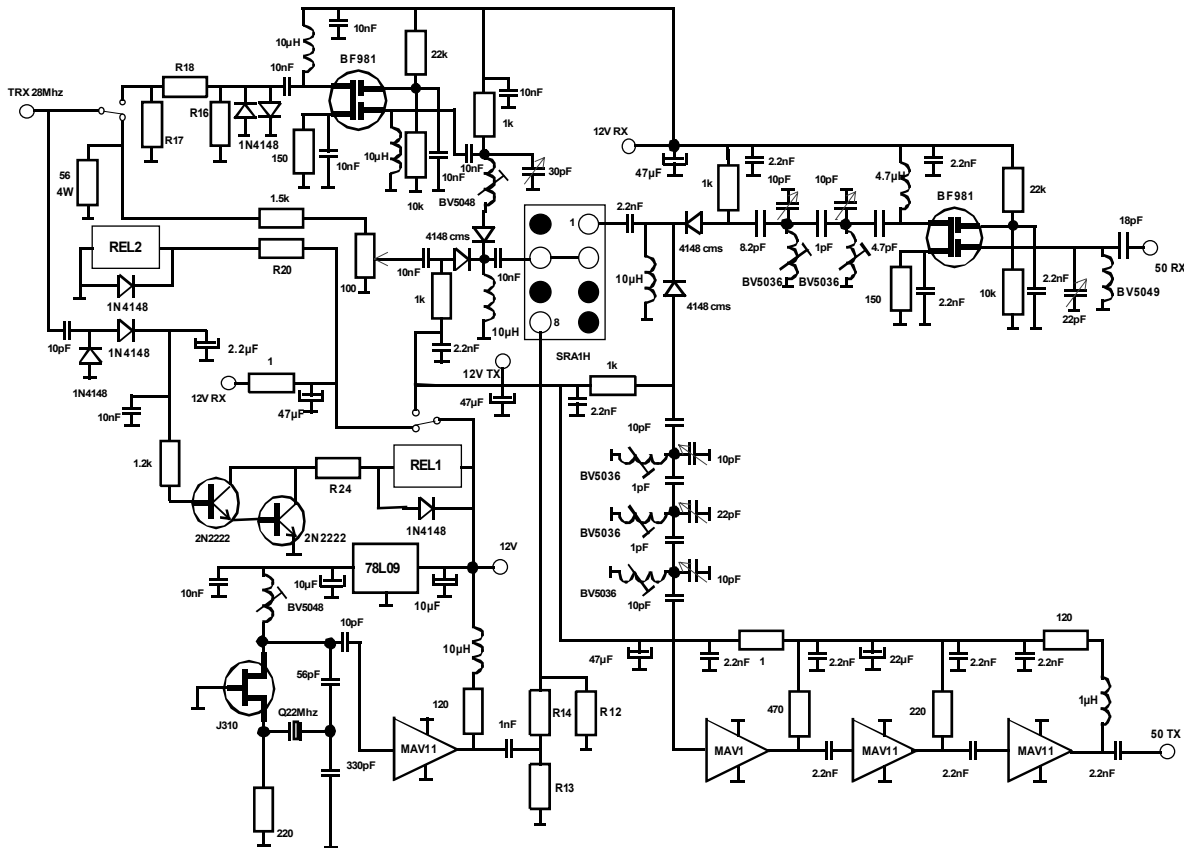 10nF
10µH
BF981
22k
10nF
R18
10nF
TRX 28Mhz
R17
R16
1N4148
150
10nF
10µH
10k
10nF
10nF
1k
10nF
30pF
BV5048
56
4W
1.5k
REL2
R20
1N4148
100
4148 cms
10nF
1k
10nF
10µH
2.2nF
1
8
SRA1H
12V RX
47µF
1k
2.2nF
4.7µH
2.2nF
BF981
22k
2.2nF
4148 cms
10pF
10pF
8.2pF
1pF
4.7pF
BV5036
BV5036
18pF
50 RX
150
2.2nF
10k
2.2nF
22pF
BV5049
10µH
4148 cms
10pF
1N4148
1N4148
2.2µF
1
12V RX
47µF
10nF
12V TX
47µF
1k
2.2nF
1.2k
2N2222
2N2222
R24
REL1
1N4148
10pF
10pF
BV5036
1pF
22pF
BV5036
1pF
10pF
BV5036
10pF
10nF
BV5048
10µF
78L09
10µF
12V
10pF
56pF
J310
Q22Mhz
330pF
220
10µH
120
MAV11
1nF
R14
R12
R13
47µF
2.2nF
1
2.2nF
22µF
2.2nF
2.2nF
120
1µH
470
220
MAV1
2.2nF
MAV11
2.2nF
MAV11
2.2nF
50 TX